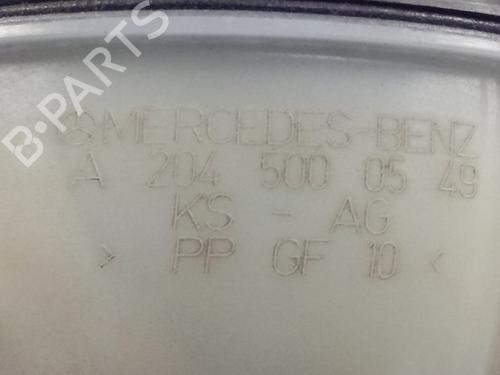 B-PARTS
MERCEDES-BENZ
A 204 500 05 49
KS - AG
> PP GF 10 <